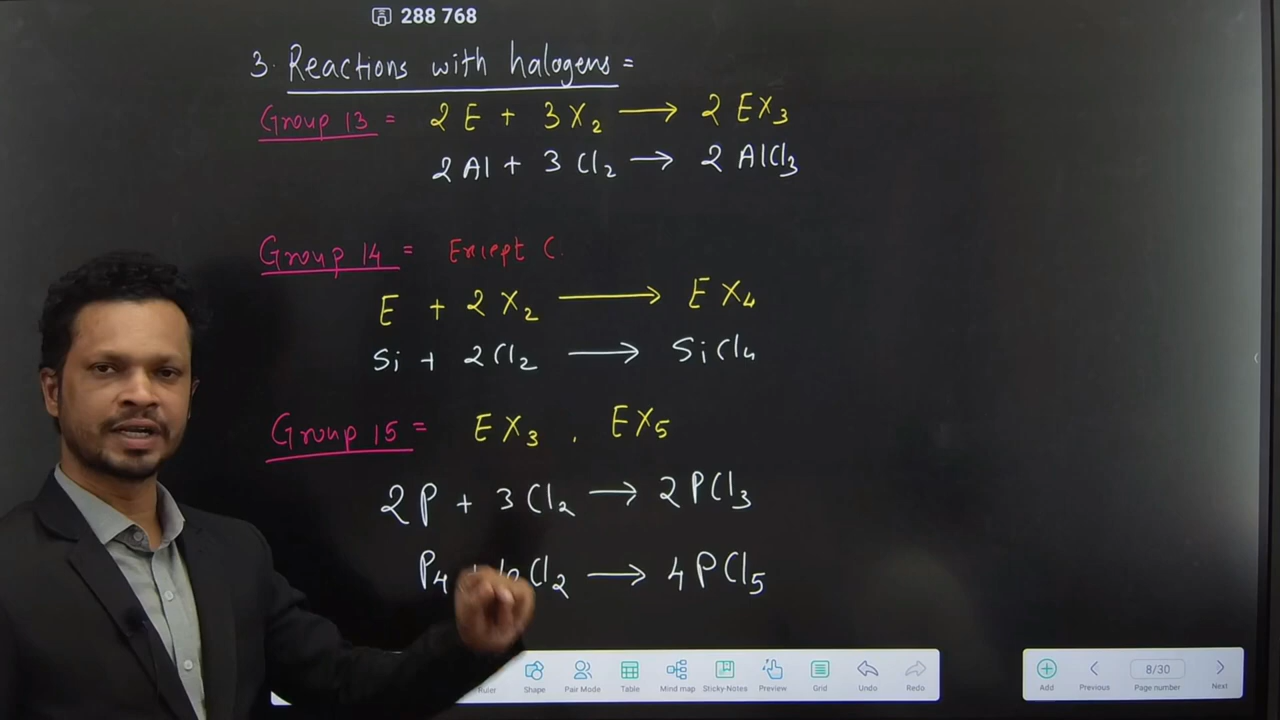 288 768
3. Reactions with halogens =
Group 13 = 2 E + 3 X₂ → 2 EX₃
2 Al + 3 Cl₂ → 2 AlCl₃
Group 14 = Except C.
E + 2 X₂ → EX₄
Si + 2 Cl₂ → SiCl₄
Group 15 = EX₃ , EX₅
2P + 3 Cl₂ → 2 PCl₃
P₄ + Cl₂ → 4 PCl₅
Ruler Shape Pair Mode Table Mind map Sticky-Notes Preview Grid Undo Redo
Add Previous 8/30 Page number Next